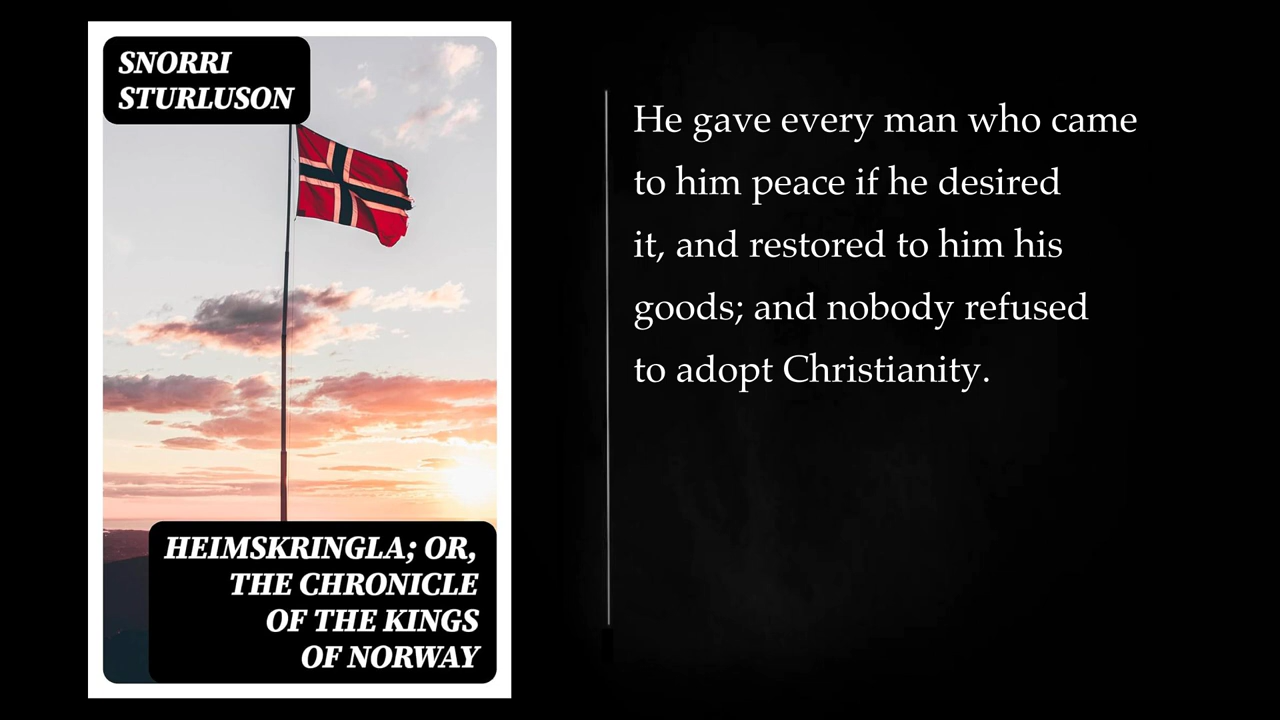 SNORRI
STURLUSON
HEIMSKRINGLA; OR,
THE CHRONICLE
OF THE KINGS
OF NORWAY
He gave every man who came
to him peace if he desired
it, and restored to him his
goods; and nobody refused
to adopt Christianity.